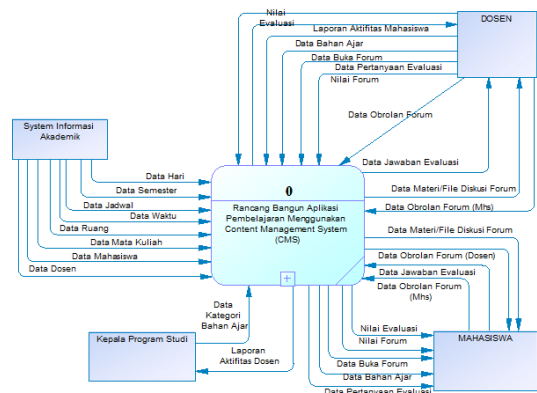 Nilai
Evaluasi
DOSEN
Laporan Aktifitas Mahasiswa
Data Bahan Ajar
Data Buka Forum
Data Pertanyaan Evaluasi
Nilai Forum
Data Obrolan Forum
System Informasi
Akademik
Data Jawaban Evaluasi
Data Hari
Data Semester
Data Jadwal
Data Waktu
Data Ruang
Data Mata Kuliah
Data Mahasiswa
Data Dosen
0
Rancang Bangun Aplikasi
Pembelajaran Menggunakan
Content Management System
(CMS)
Data Materi/File Diskusi Forum
Data Obrolan Forum (Mhs)
Data Materi/File Diskusi Forum
Data Obrolan Forum (Dosen)
Data Jawaban Evaluasi
Data Obrolan Forum
(Mhs)
Data
Kategori
Bahan Ajar
Kepala Program Studi
Laporan
Aktifitas Dosen
Nilai Evaluasi
Nilai Forum
MAHASISWA
Data Buka Forum
Data Bahan Ajar
Data Pertanyaan Evaluasi